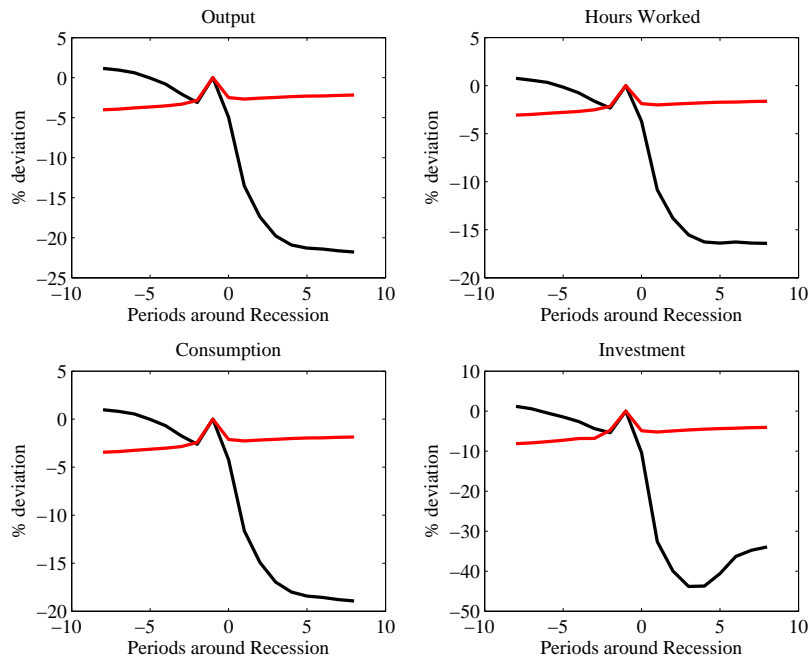 Output
% deviation
5
0
−5
−10
−15
−20
−25
−10 −5 0 5 10
Periods around Recession
Hours Worked
% deviation
5
0
−5
−10
−15
−20
−10 −5 0 5 10
Periods around Recession
Consumption
% deviation
5
0
−5
−10
−15
−20
−10 −5 0 5 10
Periods around Recession
Investment
% deviation
10
0
−10
−20
−30
−40
−50
−10 −5 0 5 10
Periods around Recession